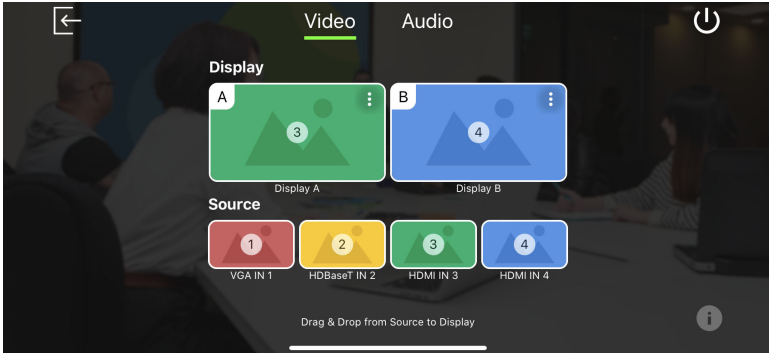 Video Audio
Display
A B
3 4
Display A Display B
Source
1 2 3 4
VGA IN 1 HDBaseT IN 2 HDMI IN 3 HDMI IN 4
Drag & Drop from Source to Display
i